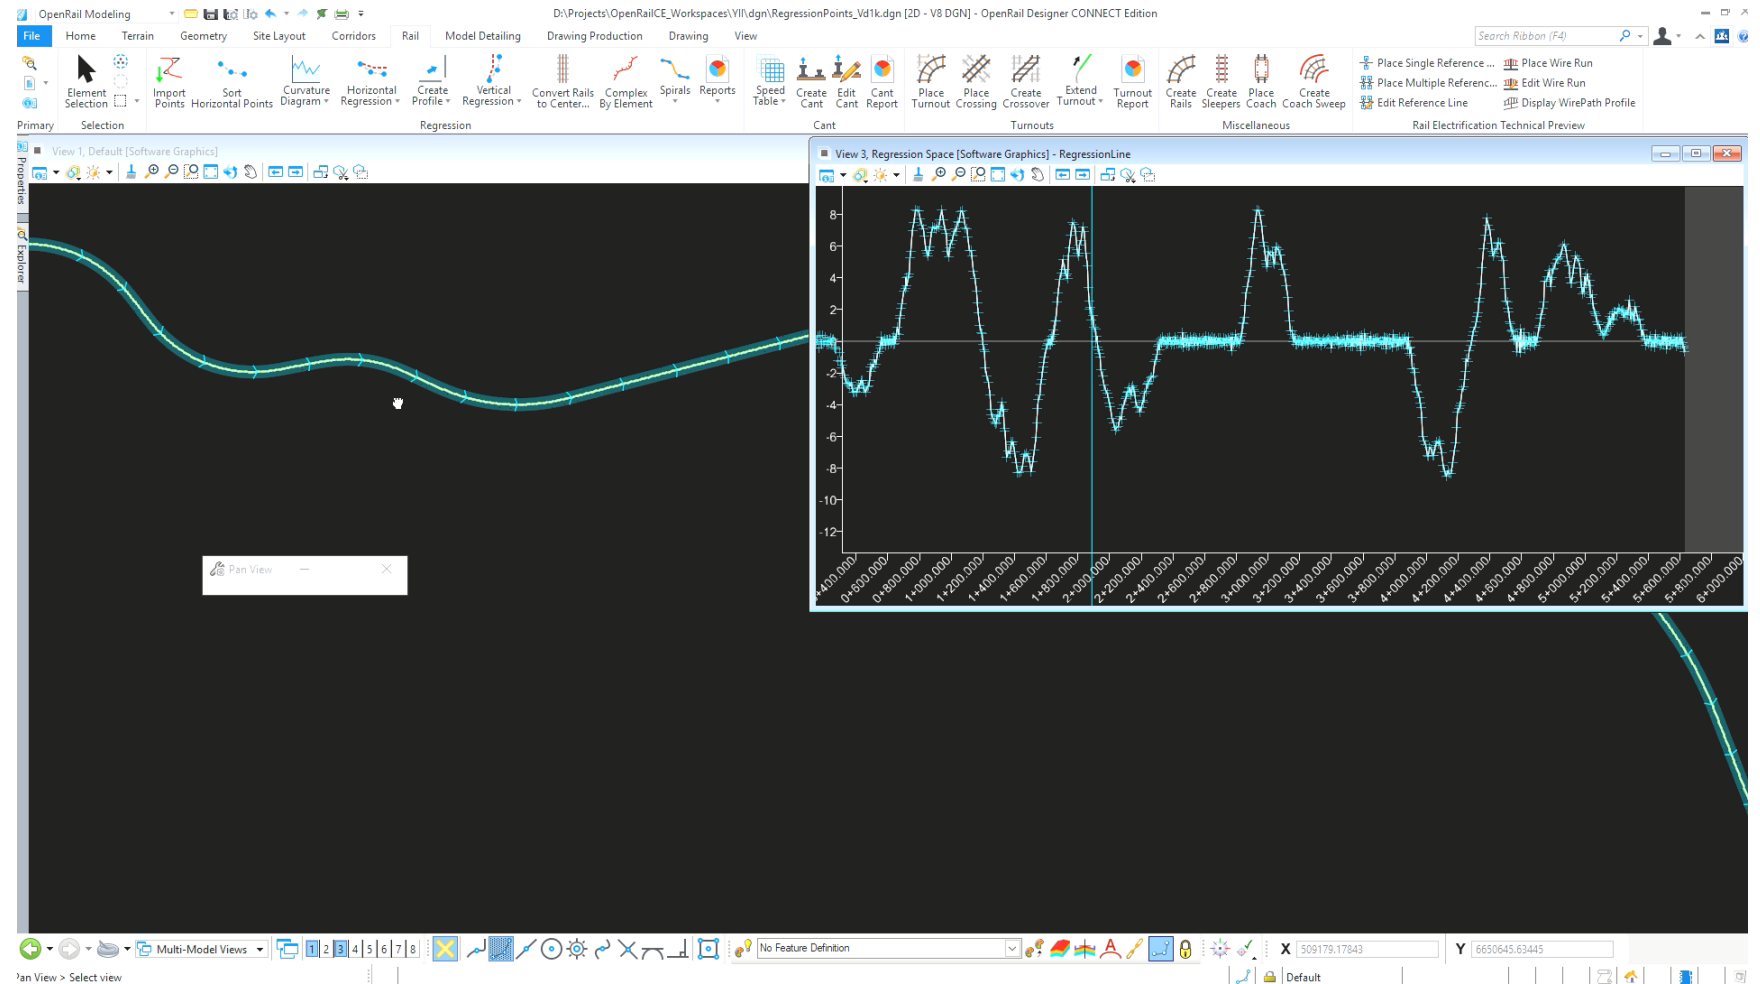 OpenRail Modeling
D:\Projects\OpenRailCE_Workspaces\YII\dgn\RegressionPoints_Vd1k.dgn [2D - V8 DGN] - OpenRail Designer CONNECT Edition
File Home Terrain Geometry Site Layout Corridors Rail Model Detailing Drawing Production Drawing View
Search Ribbon (F4)
Element Selection
Import Points
Sort Horizontal Points
Curvature Diagram
Horizontal Regression
Create Profile
Vertical Regression
Convert Rails to Center...
Complex By Element
Spirals
Reports
Speed Table
Create Cant
Edit Cant
Cant Report
Place Turnout
Place Crossing
Create Crossover
Extend Turnout
Turnout Report
Create Rails
Create Sleepers
Place Coach
Create Coach Sweep
Place Single Reference ...
Place Multiple Referenc...
Edit Reference Line
Place Wire Run
Edit Wire Run
Display WirePath Profile
Primary Selection Regression Cant Turnouts Miscellaneous Rail Electrification Technical Preview
Properties
Explorer
View 1, Default [Software Graphics]
View 3, Regression Space [Software Graphics] - RegressionLine
8
6
4
2
-2
-4
-6
-8
-10
-12
+400.000 0+600.000 0+800.000 1+000.000 1+200.000 1+400.000 1+600.000 1+800.000 2+000.000 2+200.000 2+400.000 2+600.000 2+800.000 3+000.000 3+200.000 3+400.000 3+600.000 3+800.000 4+000.000 4+200.000 4+400.000 4+600.000 4+800.000 5+000.000 5+200.000 5+400.000 5+600.000 5+800.000 6+000.000
Pan View
Multi-Model Views 1 2 3 4 5 6 7 8 No Feature Definition X 509179.17843 Y 6650645.63445
Pan View > Select view
Default